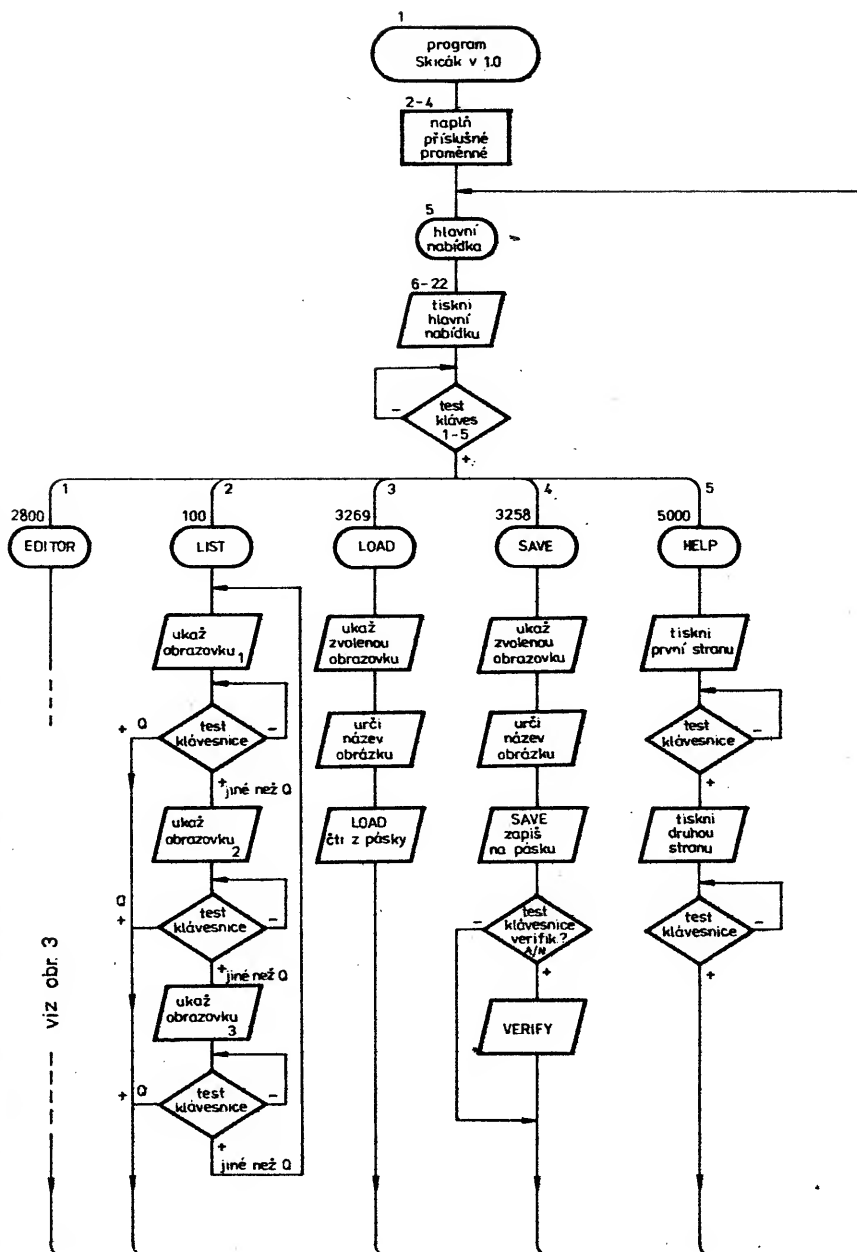 1
program
Skicák v 1.0
2-4
naplň
příslušné
proměnné
5
hlavní
nabídka
6-22
tiskni
hlavní
nabídku
-
test
kláves
1-5
+
1
2
3
4
5
2800
EDITOR
100
LIST
3269
LOAD
3258
SAVE
5000
HELP
viz obr. 3
ukaž
obrazovku 1
+ Q
test
klávesnice
-
+
jiné než Q
ukaž
obrazovku
2
Q
+
test
klávesnice
-
+
jiné než Q
ukaž
obrazovku
3
+ Q
test
klávesnice
-
+
jiné než Q
ukaž
zvolenou
obrazovku
urči
název
obrázku
LOAD
čti z pásky
ukaž
zvolenou
obrazovku
urči
název
obrázku
SAVE
zapiš
na pásku
-
test
klávesnice
verifik.?
A/N
+
VERIFY
tiskni
první stranu
test
klávesnice
-
+
tiskni
druhou
stranu
test
klávesnice
-
+